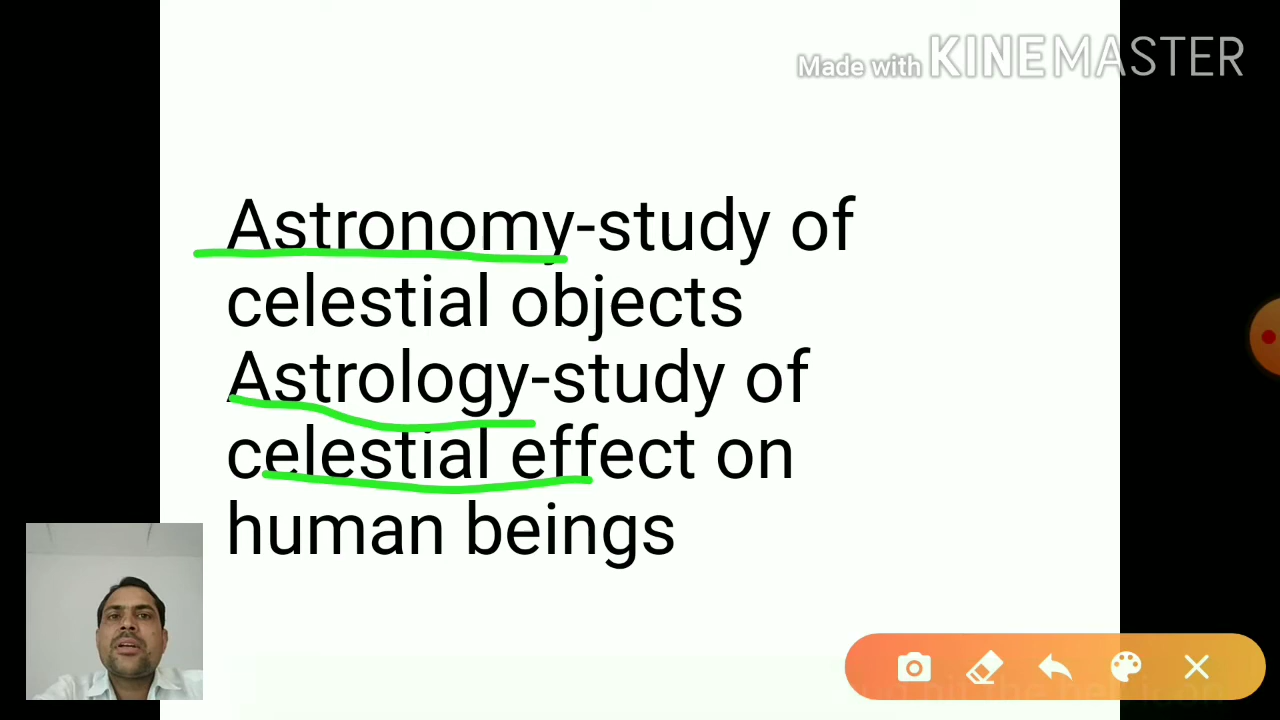 Made with KINEMASTER
Astronomy-study of
celestial objects
Astrology-study of
celestial effect on
human beings